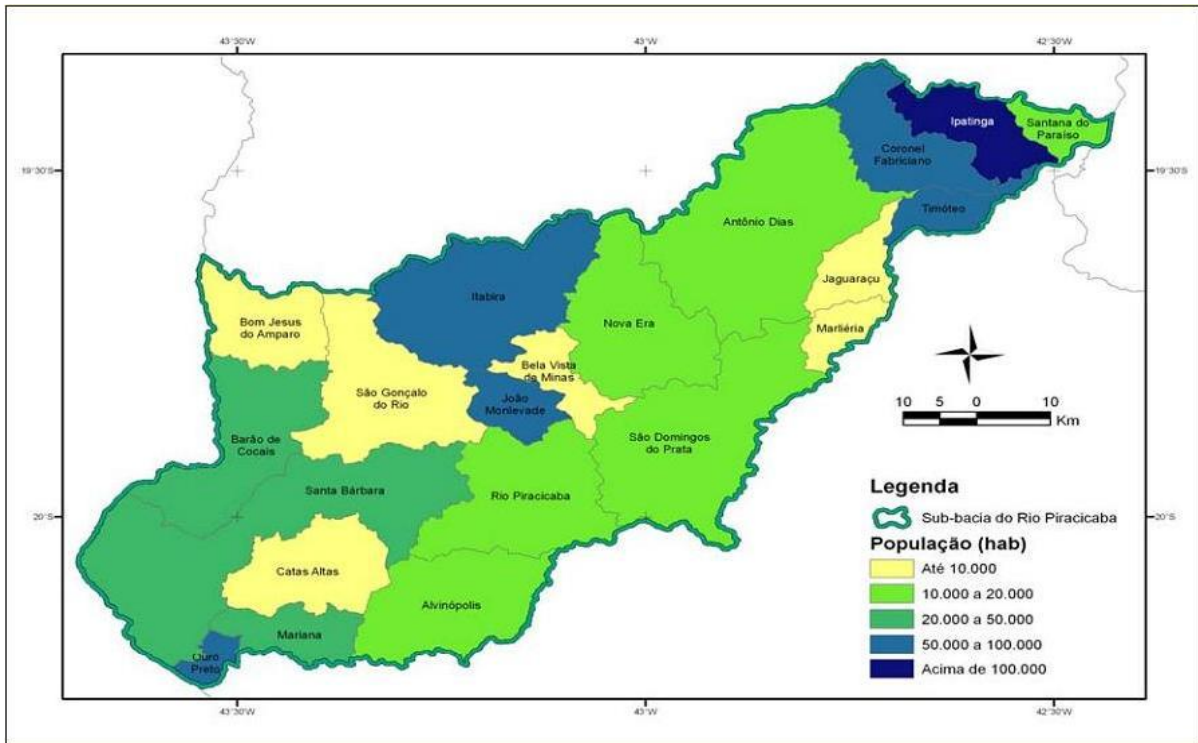 43°30'W
43°W
42°30'W
19°30'S
19°30'S
Ipatinga
Santana do
Paraíso
Coronel
Fabriciano
Timóteo
Antônio Dias
Jaguaraçu
Marliéria
Itabira
Nova Era
Bom Jesus
do Amparo
Bela Vista
de Minas
São Gonçalo
do Rio
João
Monlevade
Barão de
Cocais
São Domingos
do Prata
Santa Bárbara
Rio Piracicaba
Catas Altas
Alvinópolis
Mariana
Ouro
Preto
10 5 0 10
Km
20°S
20°S
Legenda
Sub-bacia do Rio Piracicaba
População (hab)
Até 10.000
10.000 a 20.000
20.000 a 50.000
50.000 a 100.000
Acima de 100.000
43°30'W
43°W
42°30'W